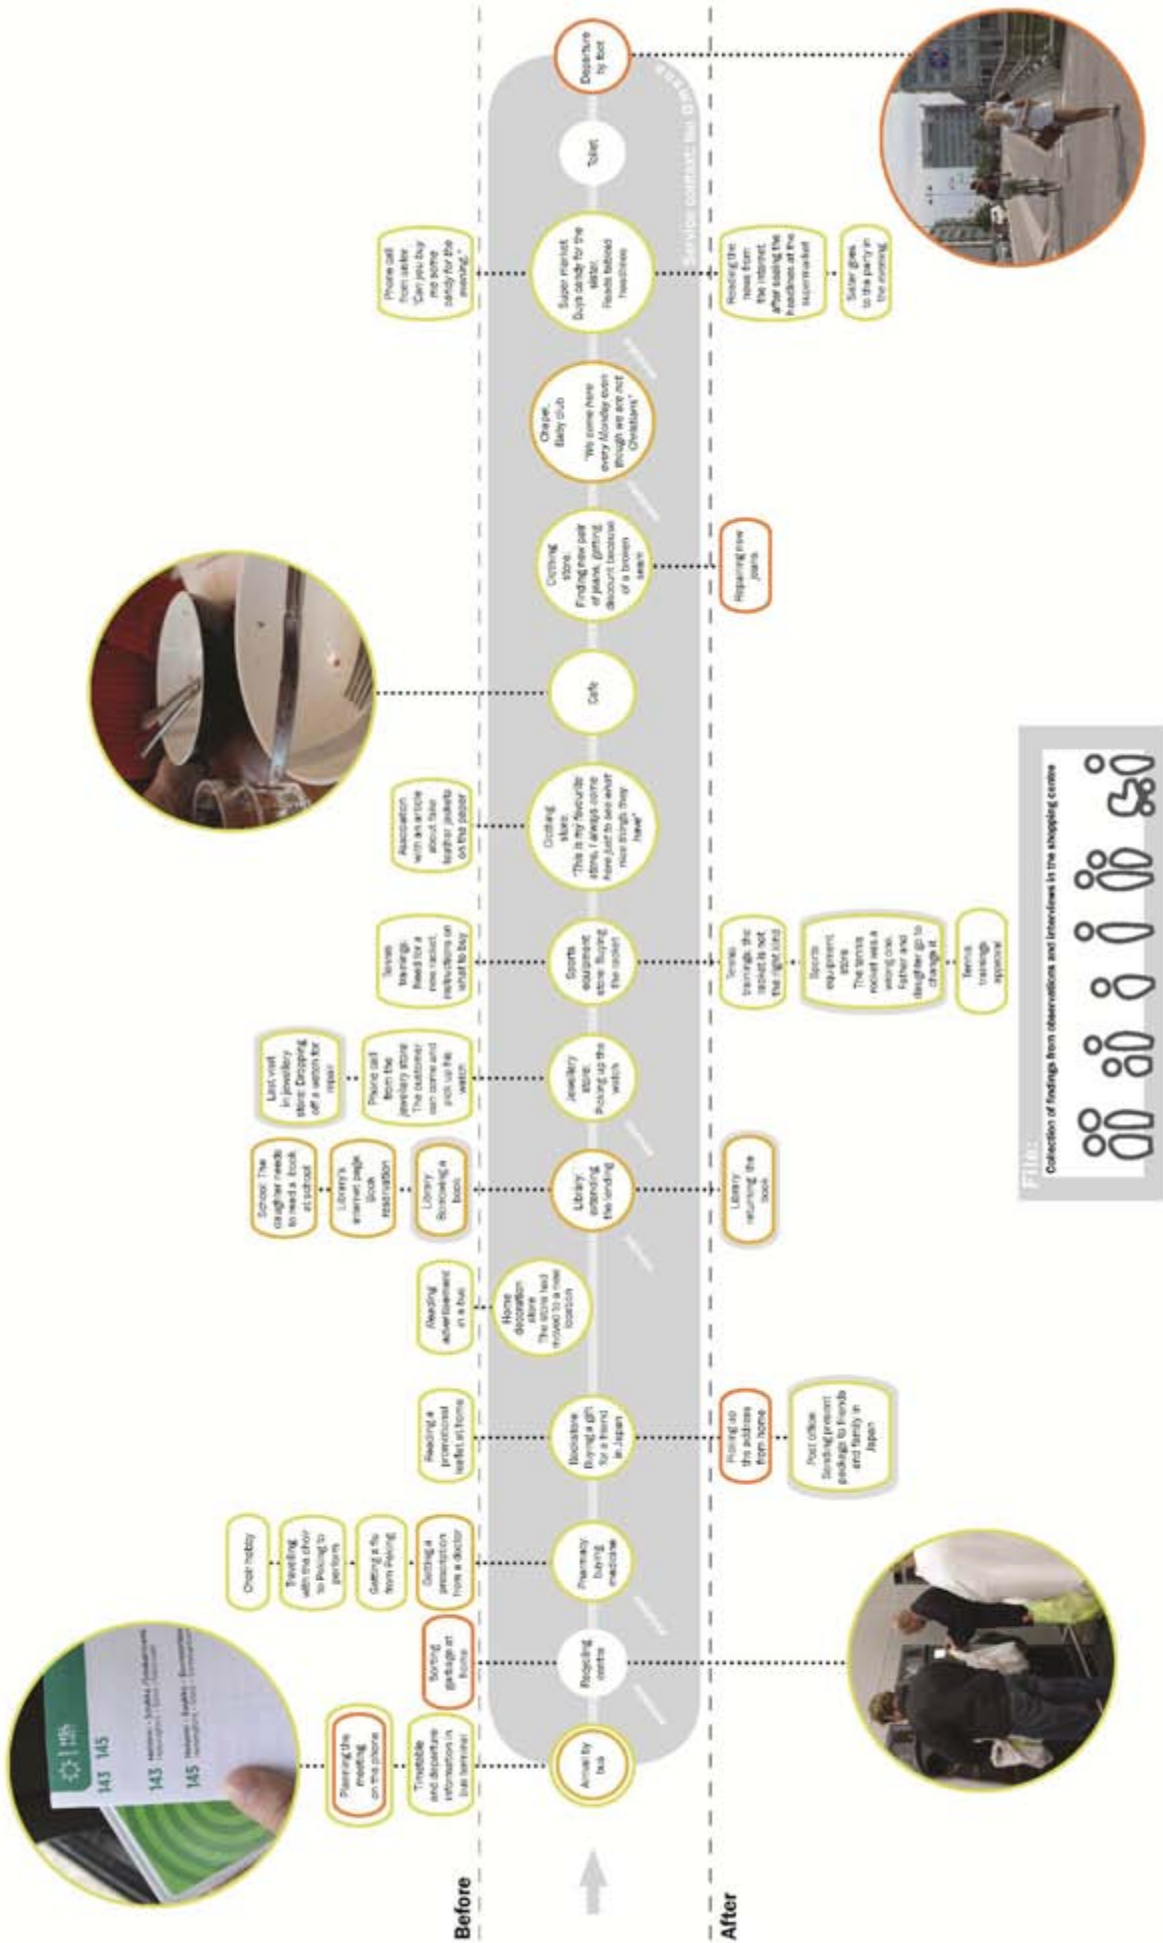 Before
After
143 145
143
145
Planning the
meeting
on the phone
Timetable
and departure
information in
bus terminal
Arrival by
bus
Sorting
garbage at
home
Recycling
centre
Choir hobby
Travelling
with the choir
to Peking to
perform
Getting a flu
from Peking
Getting a
prescription
from a doctor
Pharmacy:
buying
medicine
Reading a
promotional
leaflet at home
Bookstore
Buying a gift
for a friend
in Japan
Picking up
the address
from home
Post office:
Sending present
package to friends
and family in
Japan
Reading
advertisement
in a bus
Home
decoration
store
The store had
moved to a new
location
School: The
daughter needs
to read a book
at school
Library's
internet page
Book
reservation
Library
Borrowing a
book
Library:
extending
the lending
Library
returning the
book
Last visit
in jewellery
store: Dropping
off a watch for
repair
Phone call
from the
jewellery store
The customer
can come and
pick up his
watch
Jewellery
store:
Picking up the
watch
Tennis
trainings:
Need for a
new racket,
instructions on
what to buy
Sports
equipment
store: Buying
the racket
Tennis
trainings: the
racket is not
the right kind
Sports
equipment
store
The tennis
racket was a
wrong one.
Father and
daughter go to
change it
Tennis
trainings
approval
Association
with an article
about fake
leather jackets
on the paper
Clothing
store:
"This is my favourite
store, I always come
here just to see what
nice things they
have"
Cafe
Clothing
store:
Finding new pair
of jeans, getting
discount because
of a broken
seam
Repairing new
jeans
Chapel,
Baby club
"We come here
every Monday even
though we are not
Christians"
Phone call
from sister
"Can you buy
me some
candy for the
evening."
Super market
Buys candy for the
sister.
Reads tabloid
headlines
Reading the
news from
the internet
after seeing the
headlines at the
supermarket
Sister goes
to the party in
the evening
Toilet
Departure
by foot
Service context: Iso Omena
Collection of findings from observations and interviews in the shopping centre